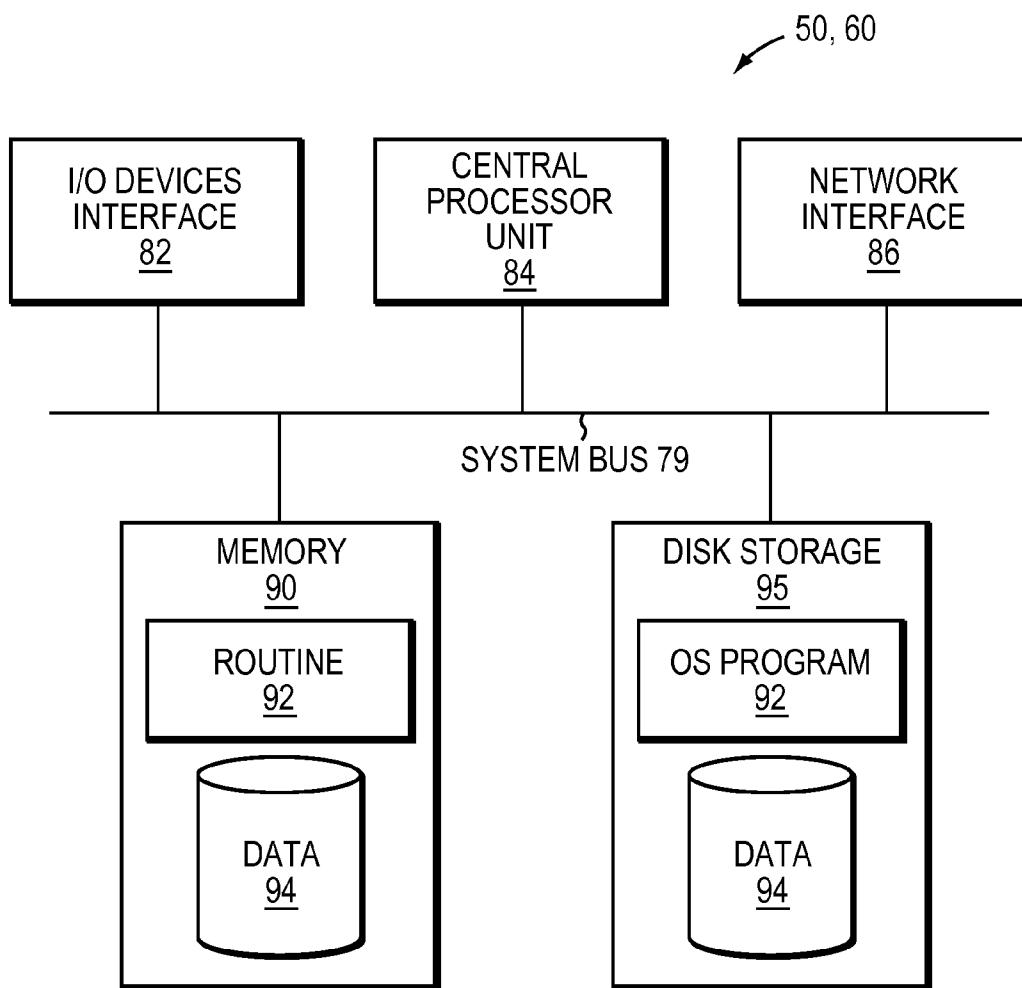 50, 60
I/O DEVICES
INTERFACE
82
CENTRAL
PROCESSOR
UNIT
84
NETWORK
INTERFACE
86
SYSTEM BUS 79
MEMORY
90
ROUTINE
92
DATA
94
DISK STORAGE
95
OS PROGRAM
92
DATA
94